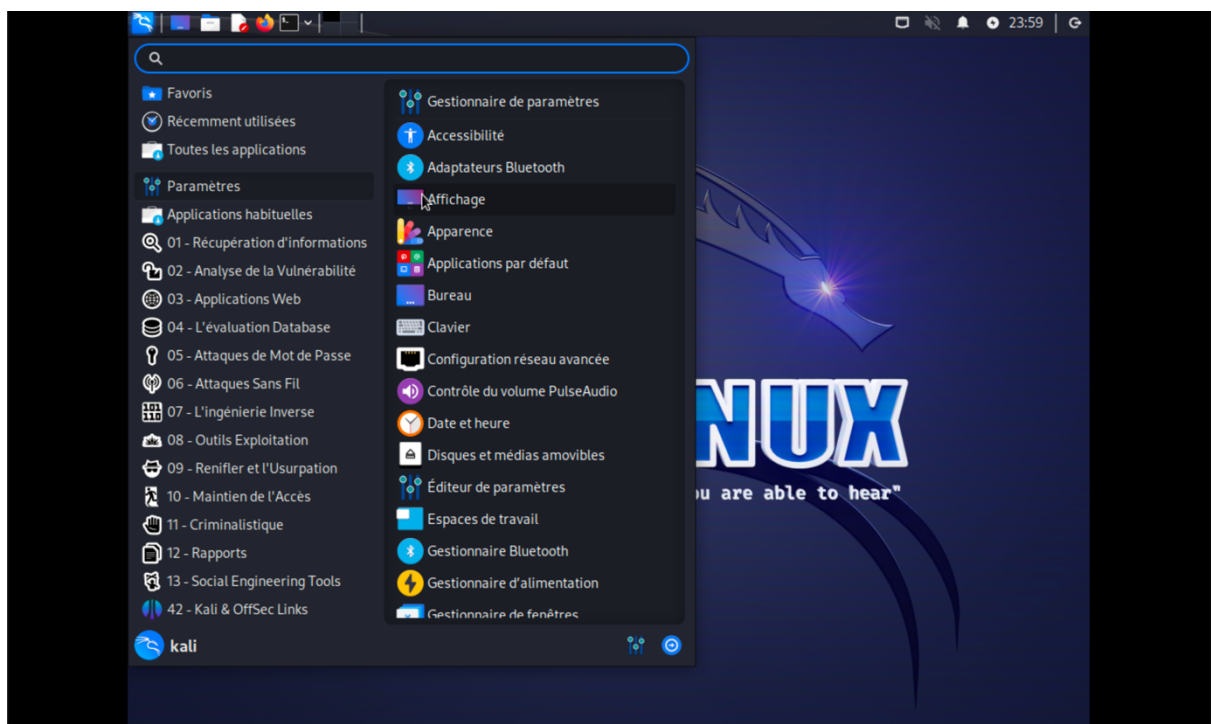 23:59
Favoris
Récemment utilisées
Toutes les applications
Paramètres
Applications habituelles
01 - Récupération d'informations
02 - Analyse de la Vulnérabilité
03 - Applications Web
04 - L'évaluation Database
05 - Attaques de Mot de Passe
06 - Attaques Sans Fil
07 - L'ingénierie Inverse
08 - Outils Exploitation
09 - Renifler et l'Usurpation
10 - Maintien de l'Accès
11 - Criminalistique
12 - Rapports
13 - Social Engineering Tools
42 - Kali & OffSec Links
Gestionnaire de paramètres
Accessibilité
Adaptateurs Bluetooth
Affichage
Apparence
Applications par défaut
Bureau
Clavier
Configuration réseau avancée
Contrôle du volume PulseAudio
Date et heure
Disques et médias amovibles
Éditeur de paramètres
Espaces de travail
Gestionnaire Bluetooth
Gestionnaire d’alimentation
Gestionnaire de fenêtres
kali
NUX
ou are able to hear"